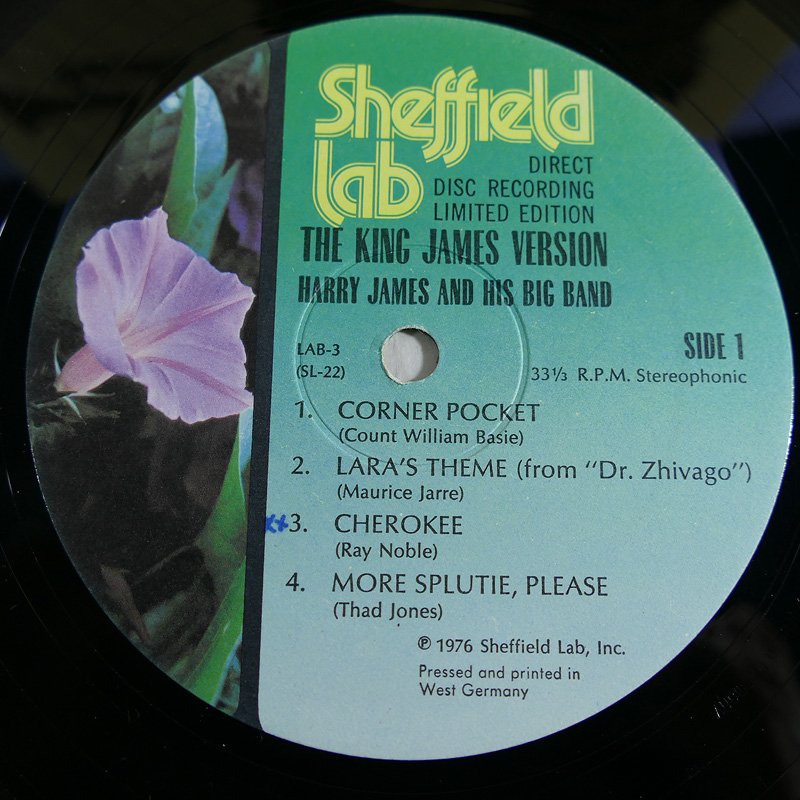 Sheffield
lab
DIRECT
DISC RECORDING
LIMITED EDITION
THE KING JAMES VERSION
HARRY JAMES AND HIS BIG BAND
SIDE 1
LAB-3
(SL-22)
33⅓ R.P.M. Stereophonic
1. CORNER POCKET
(Count William Basie)
2. LARA'S THEME (from "Dr. Zhivago")
(Maurice Jarre)
xx3. CHEROKEE
(Ray Noble)
4. MORE SPLUTIE, PLEASE
(Thad Jones)
℗ 1976 Sheffield Lab, Inc.
Pressed and printed in
West Germany